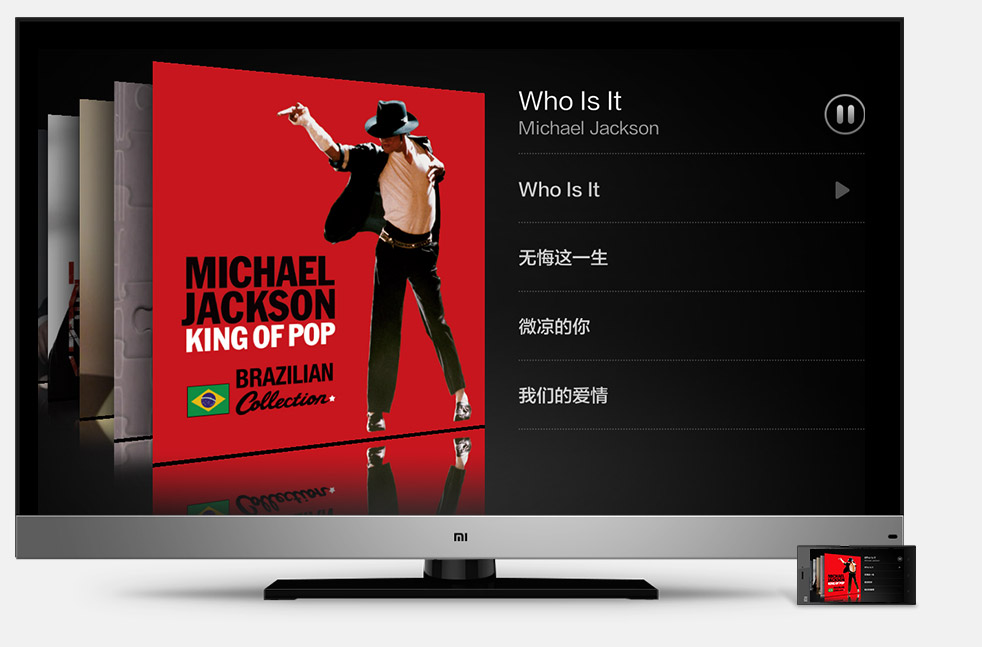 MICHAEL
JACKSON
KING OF POP
BRAZILIAN
Collection
Who Is It
Michael Jackson
Who Is It
无悔这一生
微凉的你
我们的爱情
Collection
mi